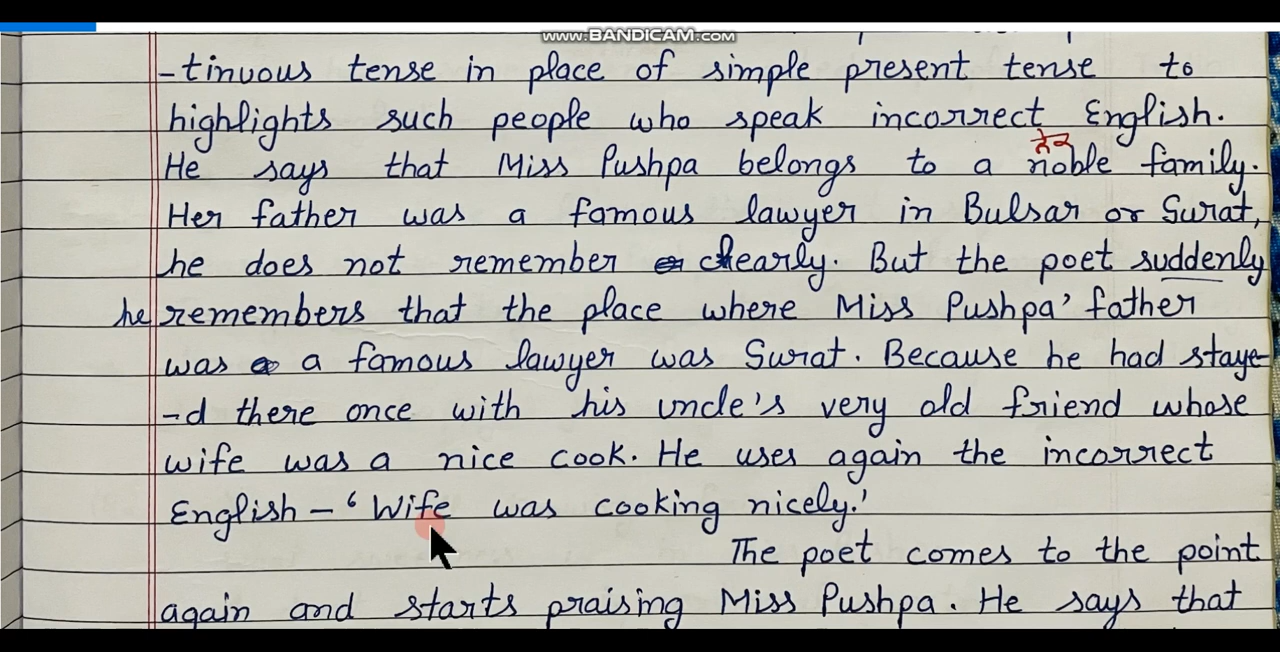 www.BANDICAM.com
-tinuous tense in place of simple present tense to
highlights such people who speak incorrect English.
He says that Miss Pushpa belongs to a noble family.
Her father was a famous lawyer in Bulsar or Surat,
he does not remember clearly. But the poet suddenly
he remembers that the place where Miss Pushpa' father
was a famous lawyer was Surat. Because he had staye-
-d there once with his uncle's very old friend whose
wife was a nice cook. He uses again the incorrect
English - 'Wife was cooking nicely.'
The poet comes to the point
again and starts praising Miss Pushpa. He says that